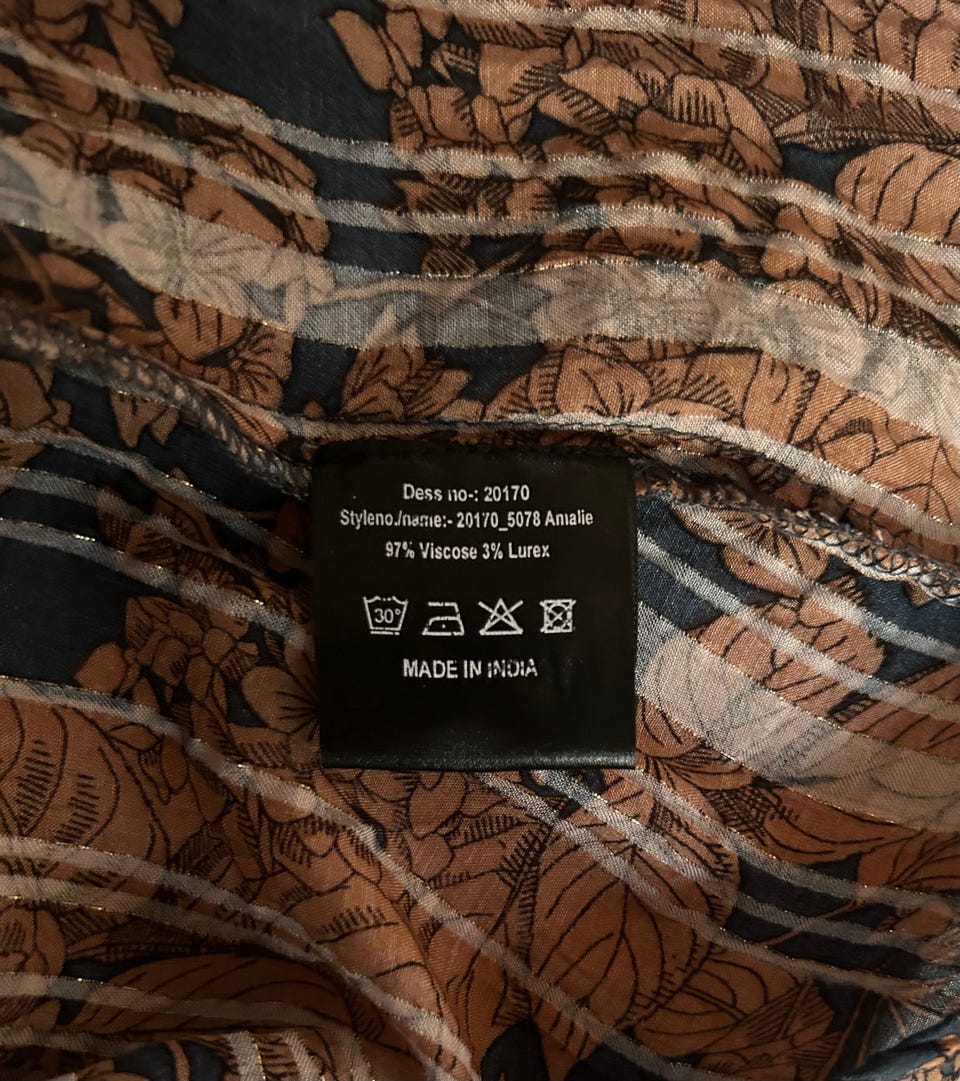 Dess no-: 20170
Styleno./name:- 20170_5078 Amalie
97% Viscose 3% Lurex
30°
MADE IN INDIA